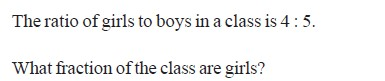 The ratio of girls to boys in a class is 4 : 5.
What fraction of the class are girls?